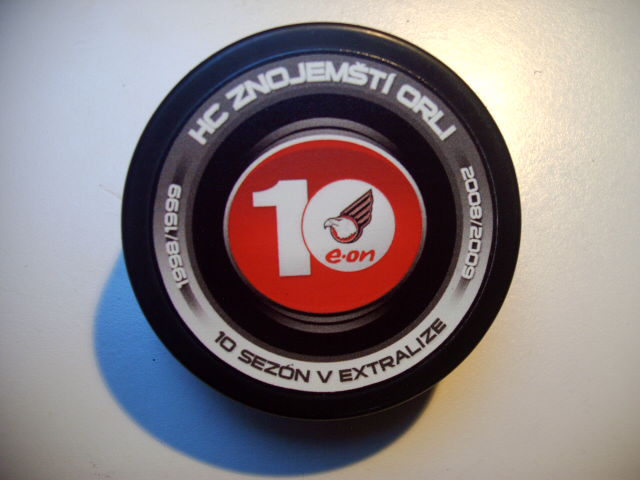 HC ZNOJEMŠTÍ ORLI
1998/1999
10
e·on
2008/2009
10 SEZÓN V EXTRALIZE